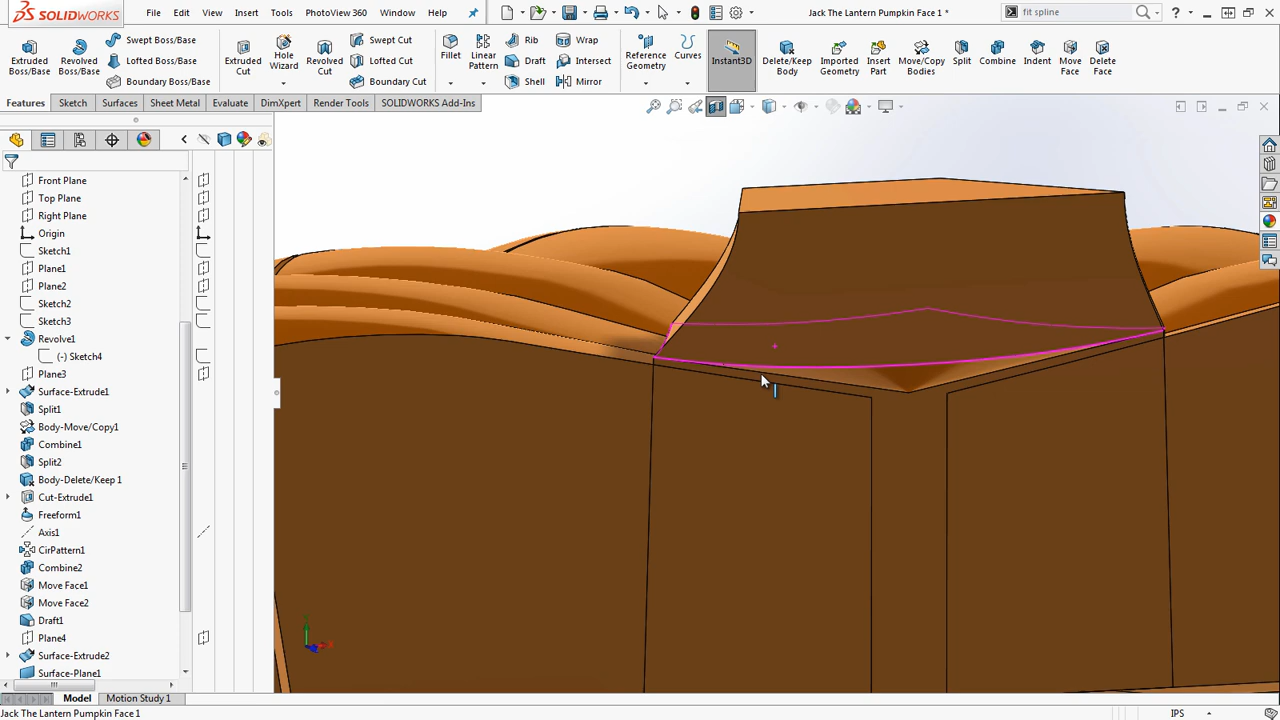 SOLIDWORKS File Edit View Insert Tools PhotoView 360 Window Help Jack The Lantern Pumpkin Face 1 * fit spline
Extruded Boss/Base Revolved Boss/Base Swept Boss/Base Lofted Boss/Base Boundary Boss/Base Extruded Cut Hole Wizard Revolved Cut Swept Cut Lofted Cut Boundary Cut Fillet Linear Pattern Rib Draft Shell Wrap Intersect Mirror Reference Geometry Curves Instant3D Delete/Keep Body Imported Geometry Insert Part Move/Copy Bodies Split Combine Indent Move Face Delete Face
Features Sketch Surfaces Sheet Metal Evaluate DimXpert Render Tools SOLIDWORKS Add-Ins
Front Plane
Top Plane
Right Plane
Origin
Sketch1
Plane1
Plane2
Sketch2
Sketch3
Revolve1
(-) Sketch4
Plane3
Surface-Extrude1
Split1
Body-Move/Copy1
Combine1
Split2
Body-Delete/Keep 1
Cut-Extrude1
Freeform1
Axis1
CirPattern1
Combine2
Move Face1
Move Face2
Draft1
Plane4
Surface-Extrude2
Surface-Plane1
Model Motion Study 1
Jack The Lantern Pumpkin Face 1 IPS